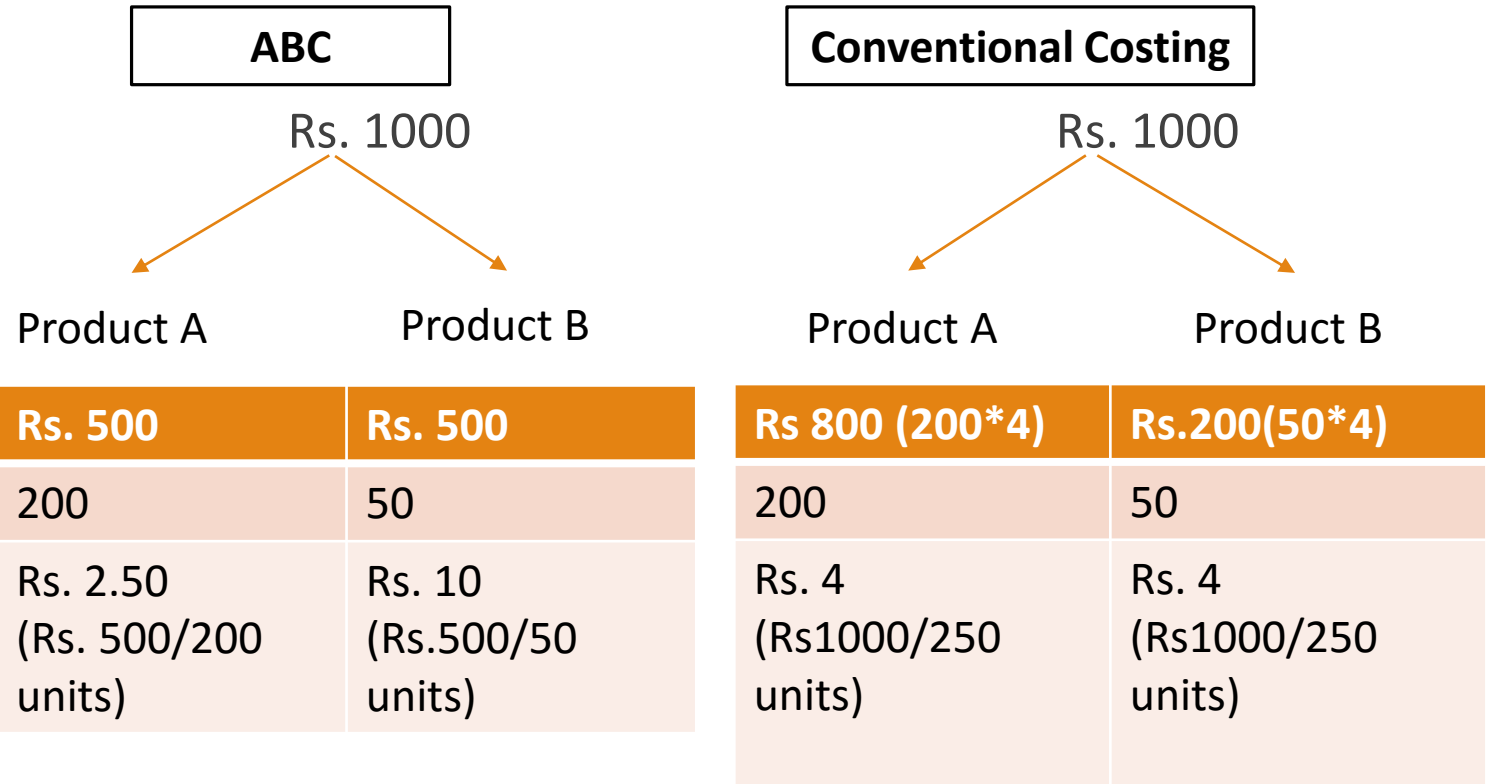 ABC
Rs. 1000
Product A
Product B
Rs. 500
Rs. 500
200
50
Rs. 2.50
(Rs. 500/200
units)
Rs. 10
(Rs.500/50
units)
Conventional Costing
Rs. 1000
Product A
Product B
Rs 800 (200*4)
Rs.200(50*4)
200
50
Rs. 4
(Rs1000/250
units)
Rs. 4
(Rs1000/250
units)